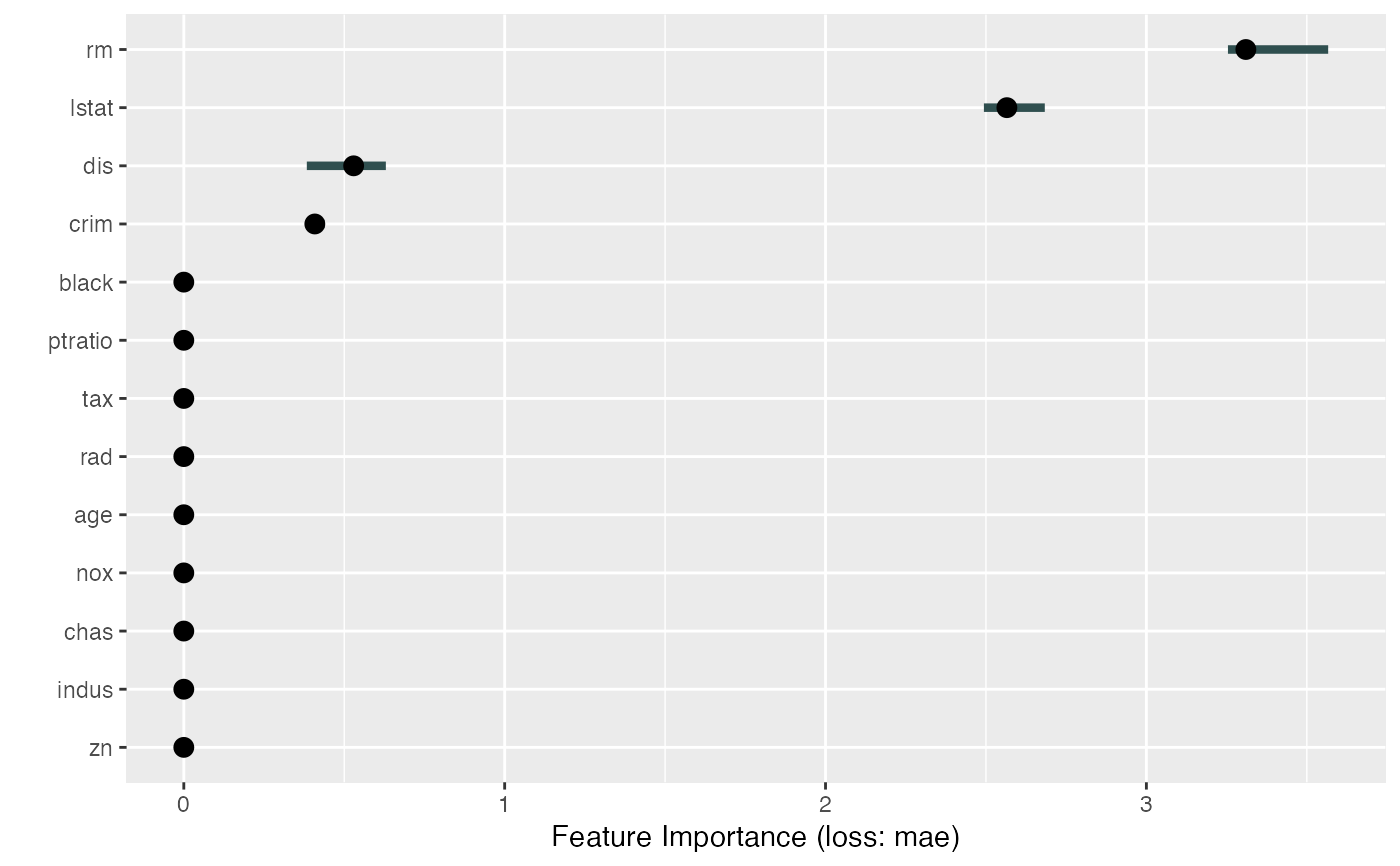 rm
lstat
dis
crim
black
ptratio
tax
rad
age
nox
chas
indus
zn
0 1 2 3
Feature Importance (loss: mae)